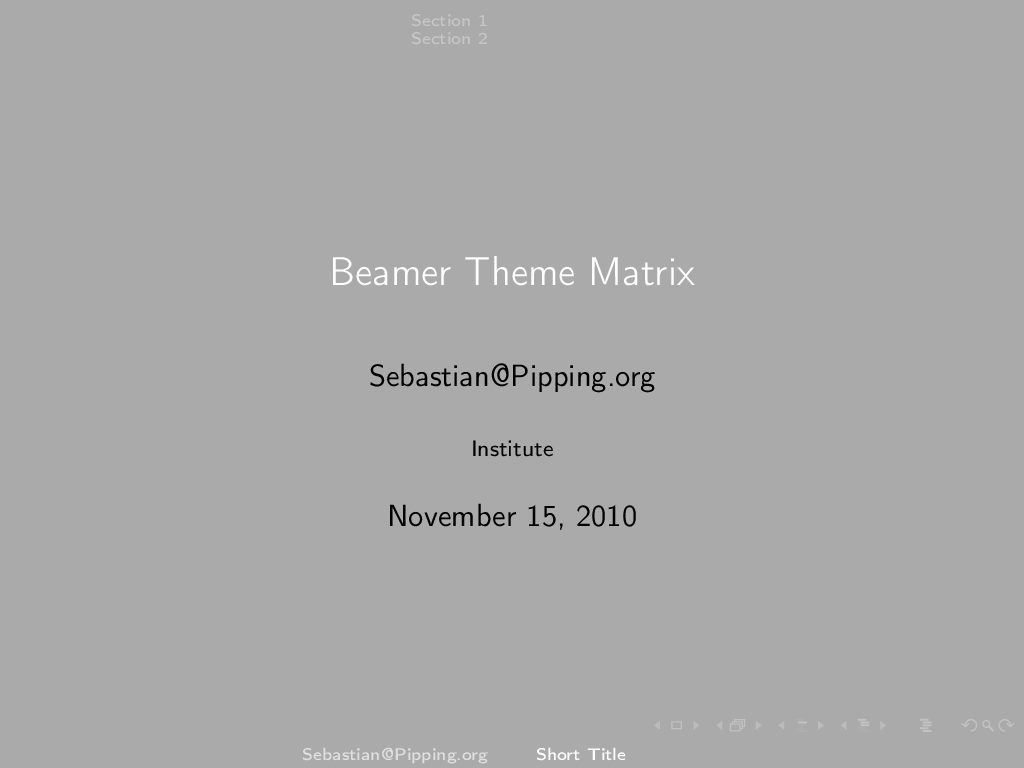 Section 1
Section 2
Beamer Theme Matrix
Sebastian@Pipping.org
Institute
November 15, 2010
Sebastian@Pipping.org Short Title